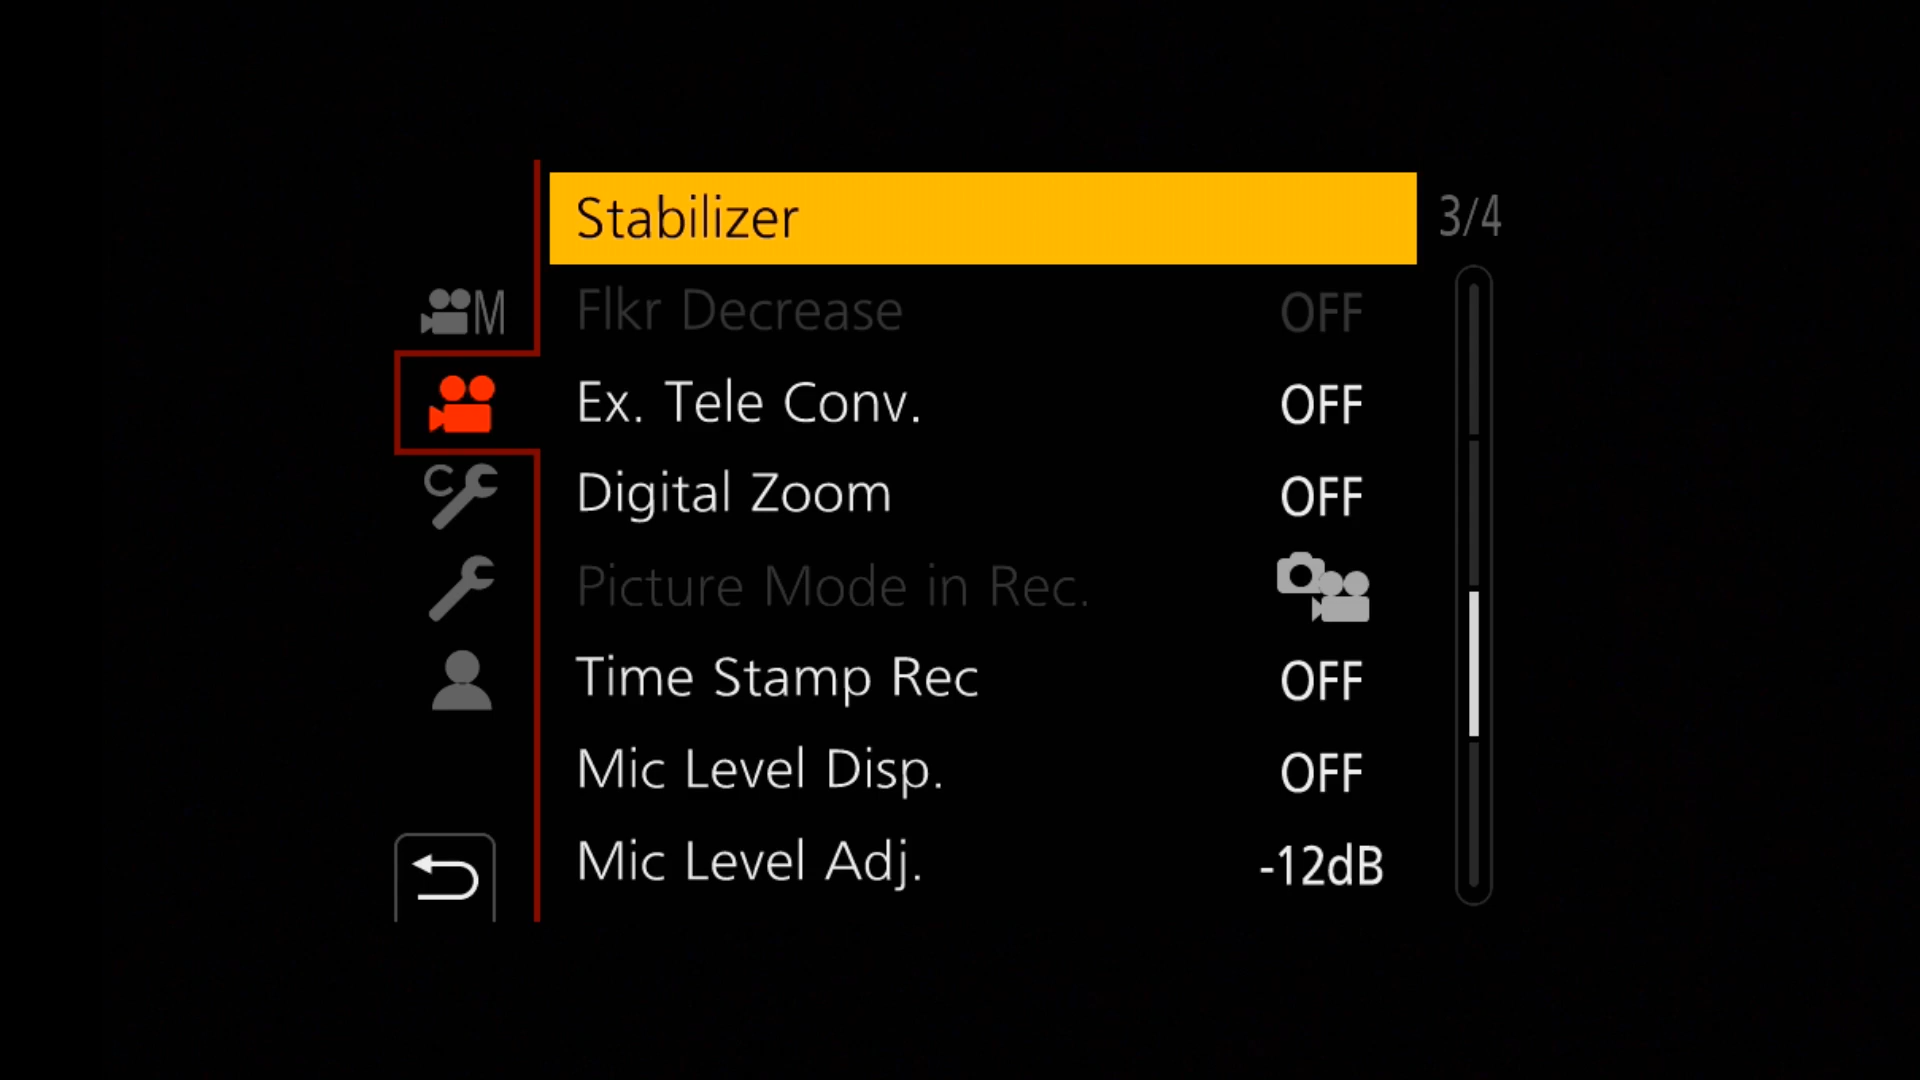 Stabilizer
3/4
Flkr Decrease OFF
M
Ex. Tele Conv. OFF
C
Digital Zoom OFF
Picture Mode in Rec.
Time Stamp Rec OFF
Mic Level Disp. OFF
Mic Level Adj. -12dB